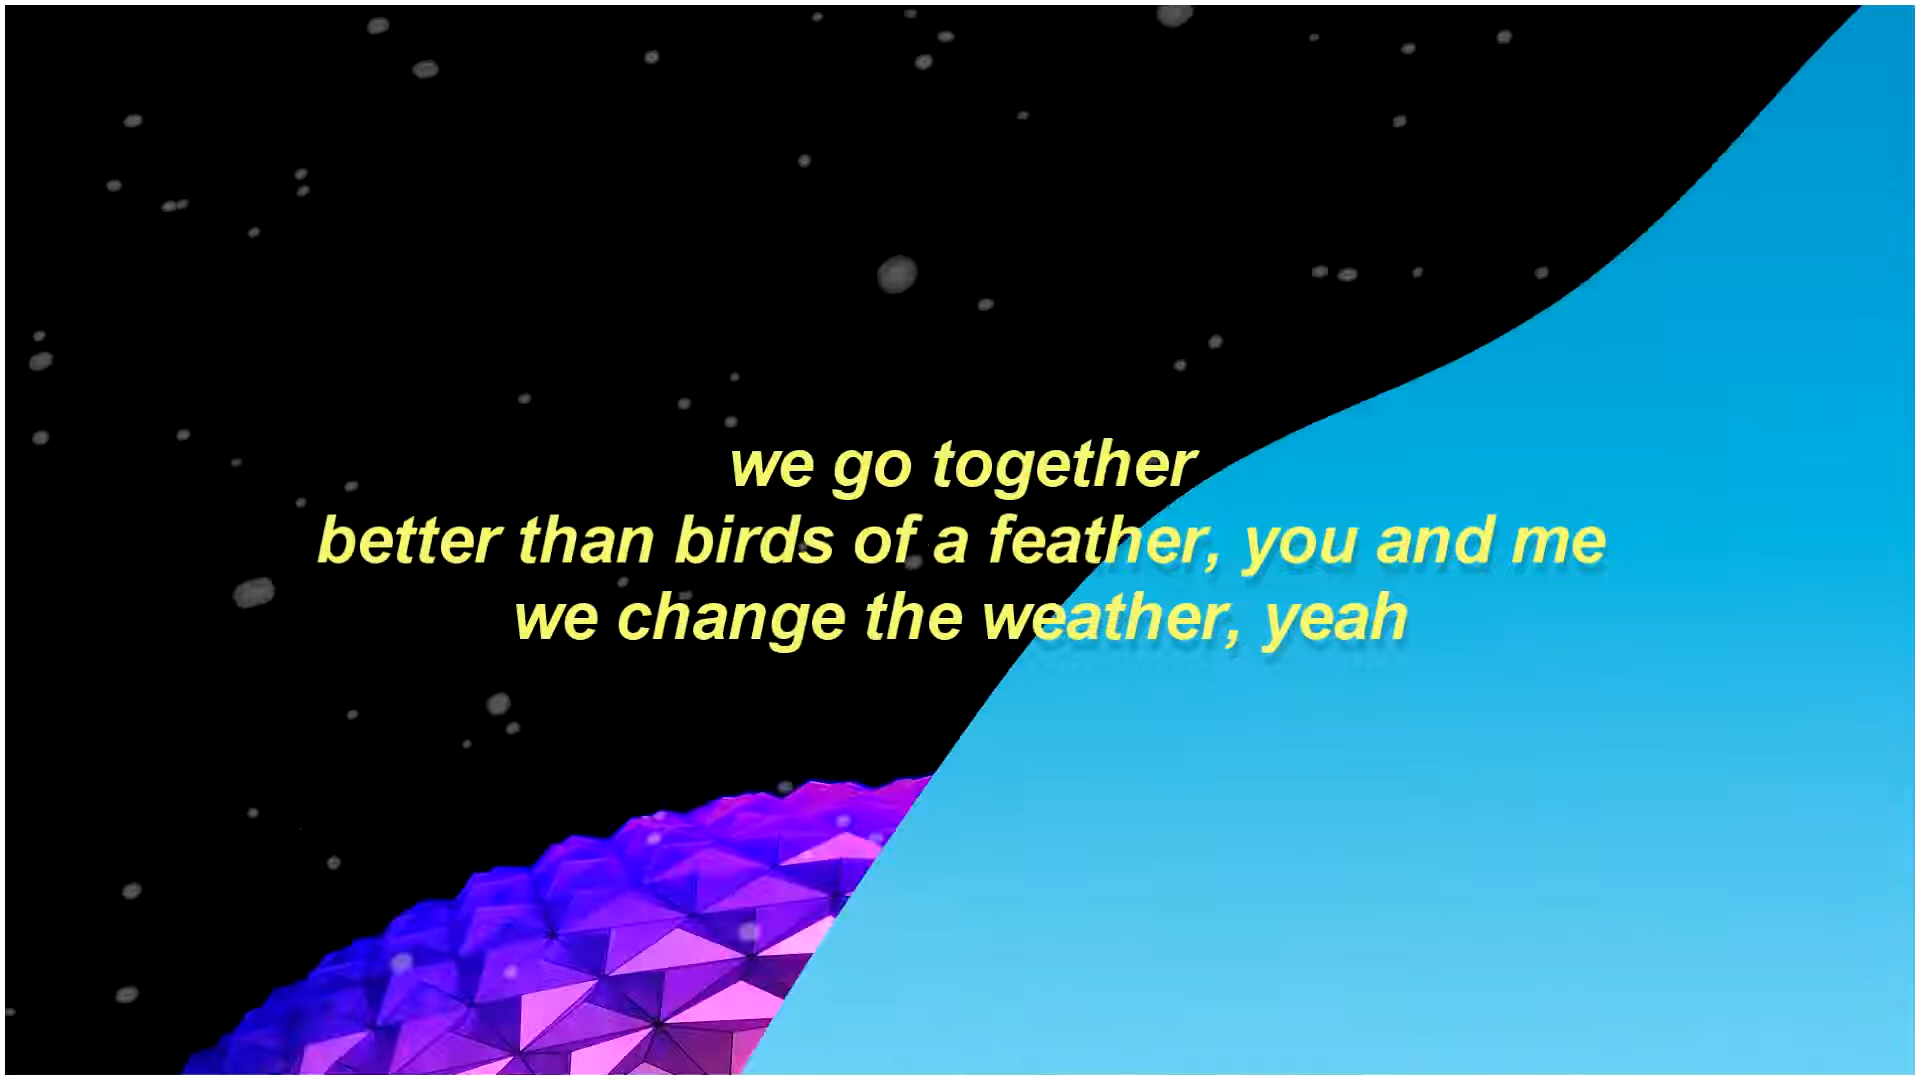 we go together
better than birds of a feather, you and me
we change the weather, yeah